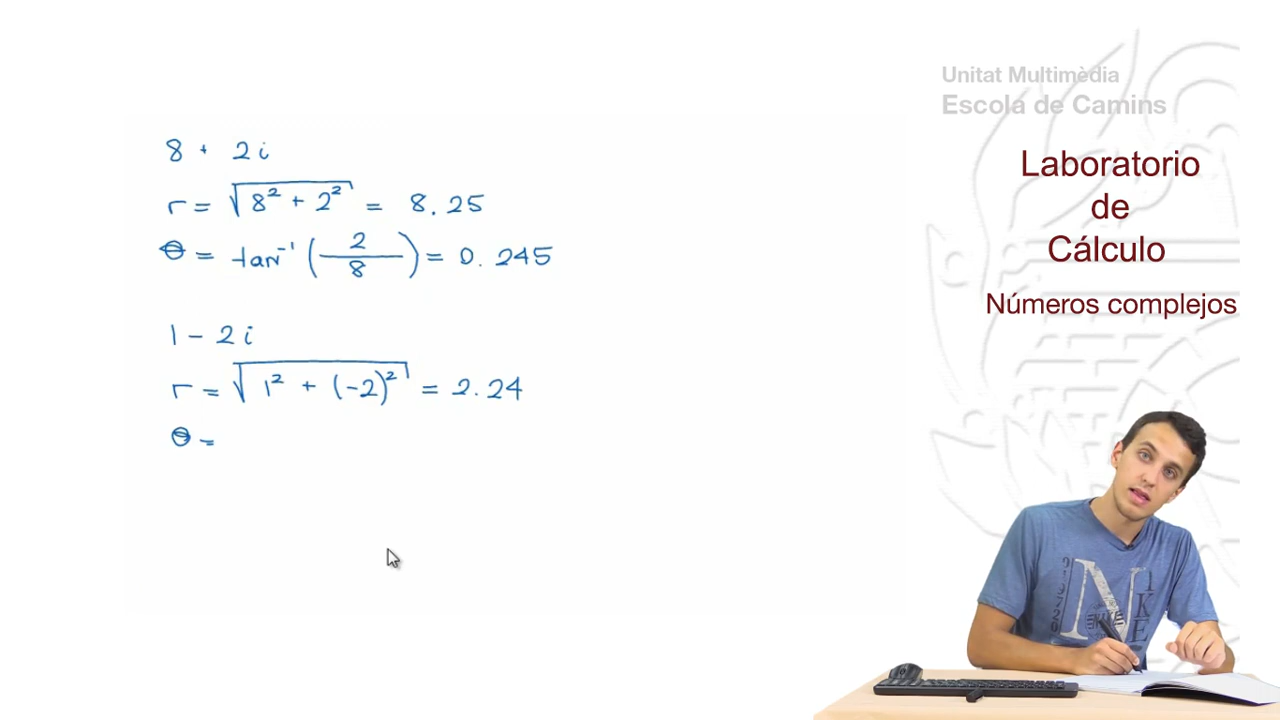 8 + 2i
r = √(8² + 2²) = 8.25
θ = tan⁻¹ (2/8) = 0.245
1 - 2i
r = √(1² + (-2)²) = 2.24
θ =
Unitat Multimèdia
Escola de Camins
Laboratorio
de
Cálculo
Números complejos
N
IKE